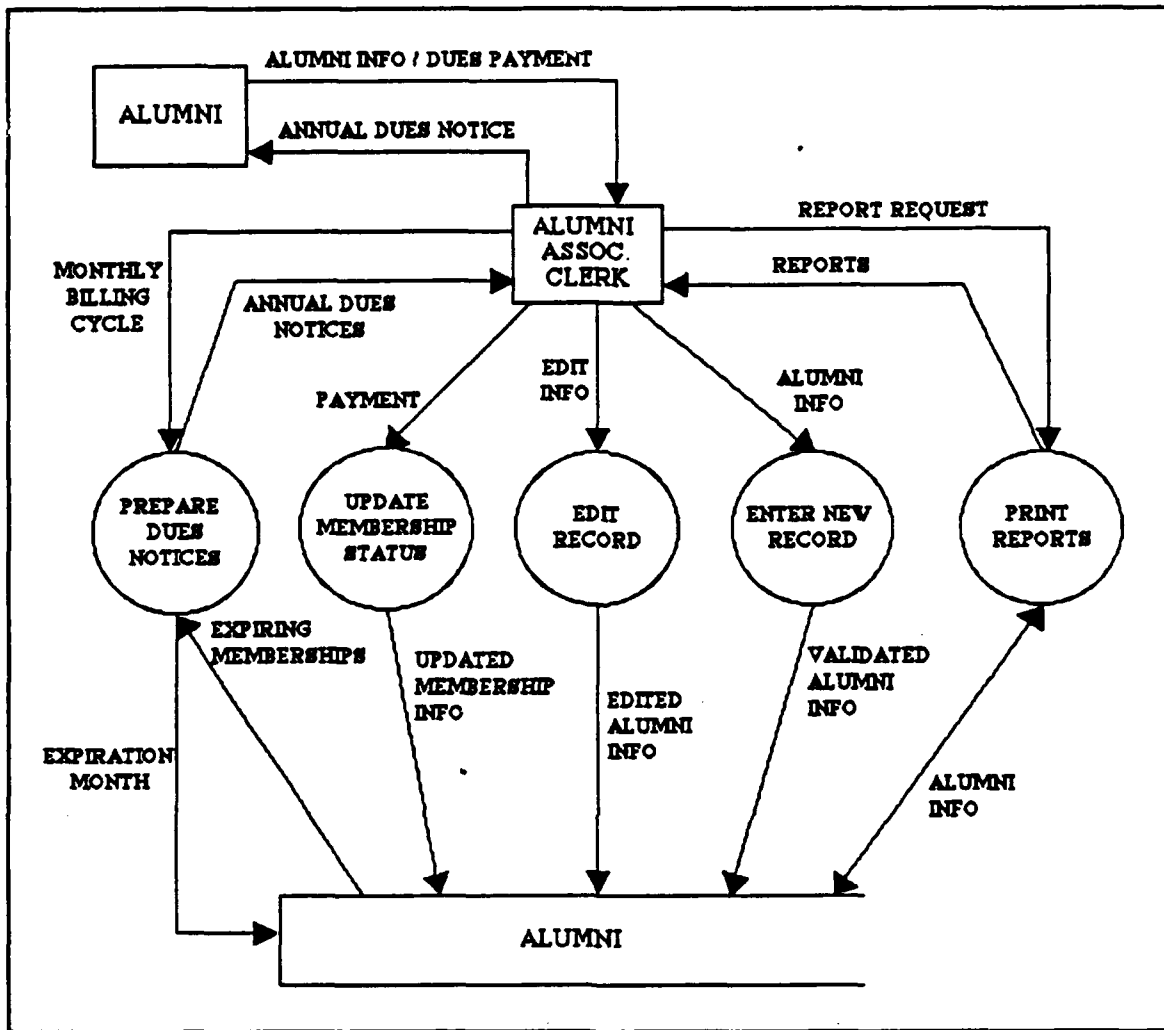 ALUMNI INFO / DUES PAYMENT
ALUMNI
ANNUAL DUES NOTICE
ALUMNI
ASSOC.
CLERK
REPORT REQUEST
REPORTS
MONTHLY
BILLING
CYCLE
ANNUAL DUES
NOTICES
PAYMENT
EDIT
INFO
ALUMNI
INFO
PREPARE
DUES
NOTICES
UPDATE
MEMBERSHIP
STATUS
EDIT
RECORD
ENTER NEW
RECORD
PRINT
REPORTS
EXPIRING
MEMBERSHIPS
UPDATED
MEMBERSHIP
INFO
EDITED
ALUMNI
INFO
VALIDATED
ALUMNI
INFO
EXPIRATION
MONTH
ALUMNI
INFO
ALUMNI